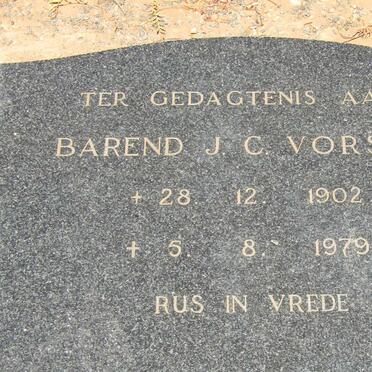 TER GEDAGTENIS AA
BAREND J. C. VORS
+ 28. 12. 1902
+ 5. 8. 1979
RUS IN VREDE